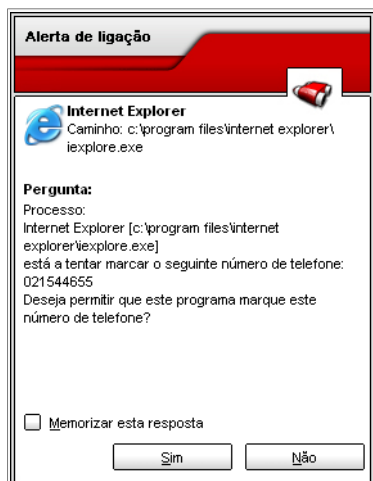 Alerta de ligação
Internet Explorer
Caminho: c:\program files\internet explorer\
iexplore.exe
Pergunta:
Processo:
Internet Explorer [c:\program files\internet
explorer\iexplore.exe]
está a tentar marcar o seguinte número de telefone:
021544655
Deseja permitir que este programa marque este
número de telefone?
Memorizar esta resposta
Sim
Não